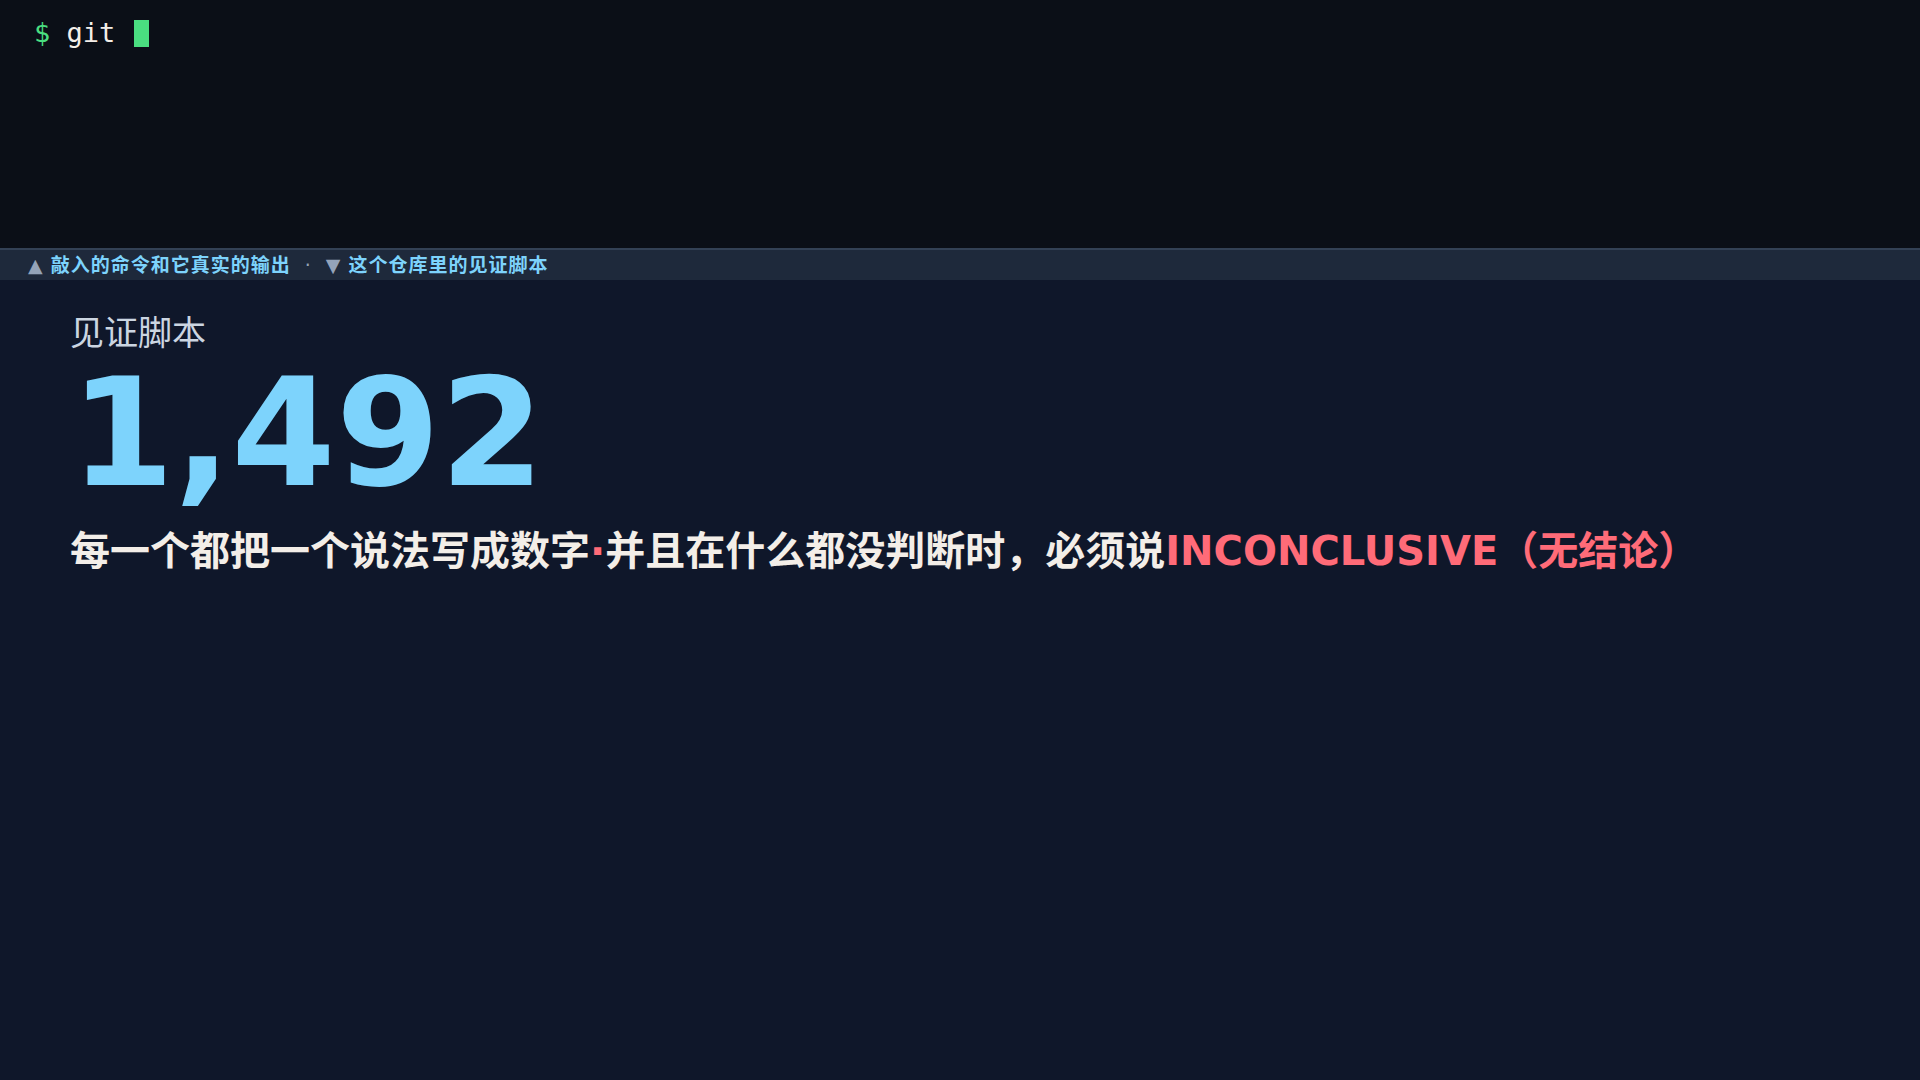 $ git
▲ 敲入的命令和它真实的输出 · ▼ 这个仓库里的见证脚本
见证脚本
1,492
每一个都把一个说法写成数字·并且在什么都没判断时，必须说INCONCLUSIVE（无结论）